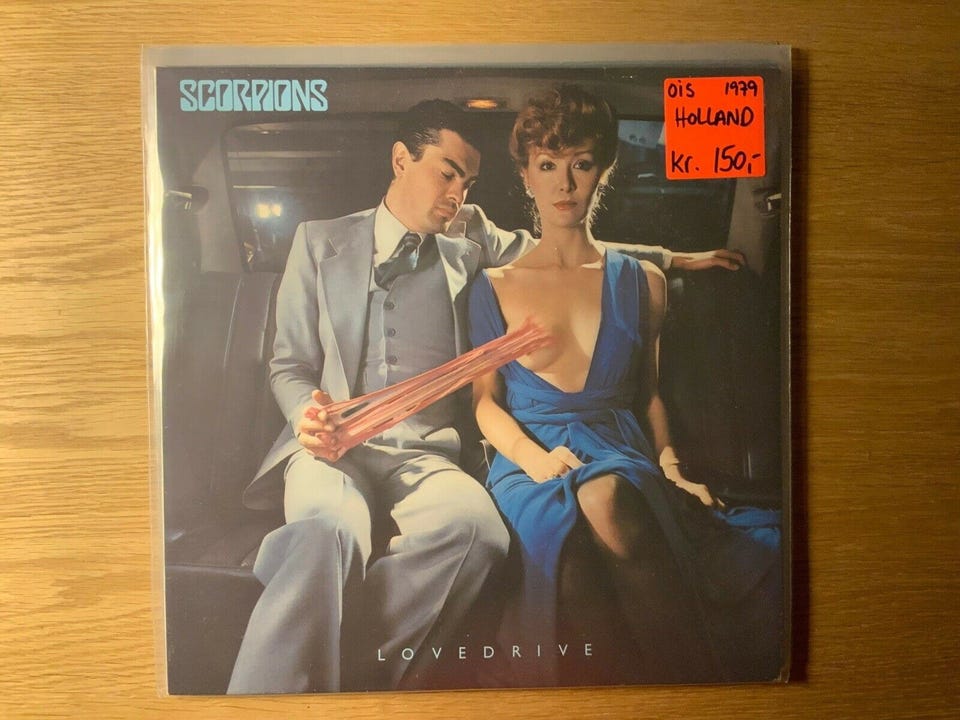 SCORPIONS
OiS 1979
HOLLAND
Kr. 150,-
LOVEDRIVE